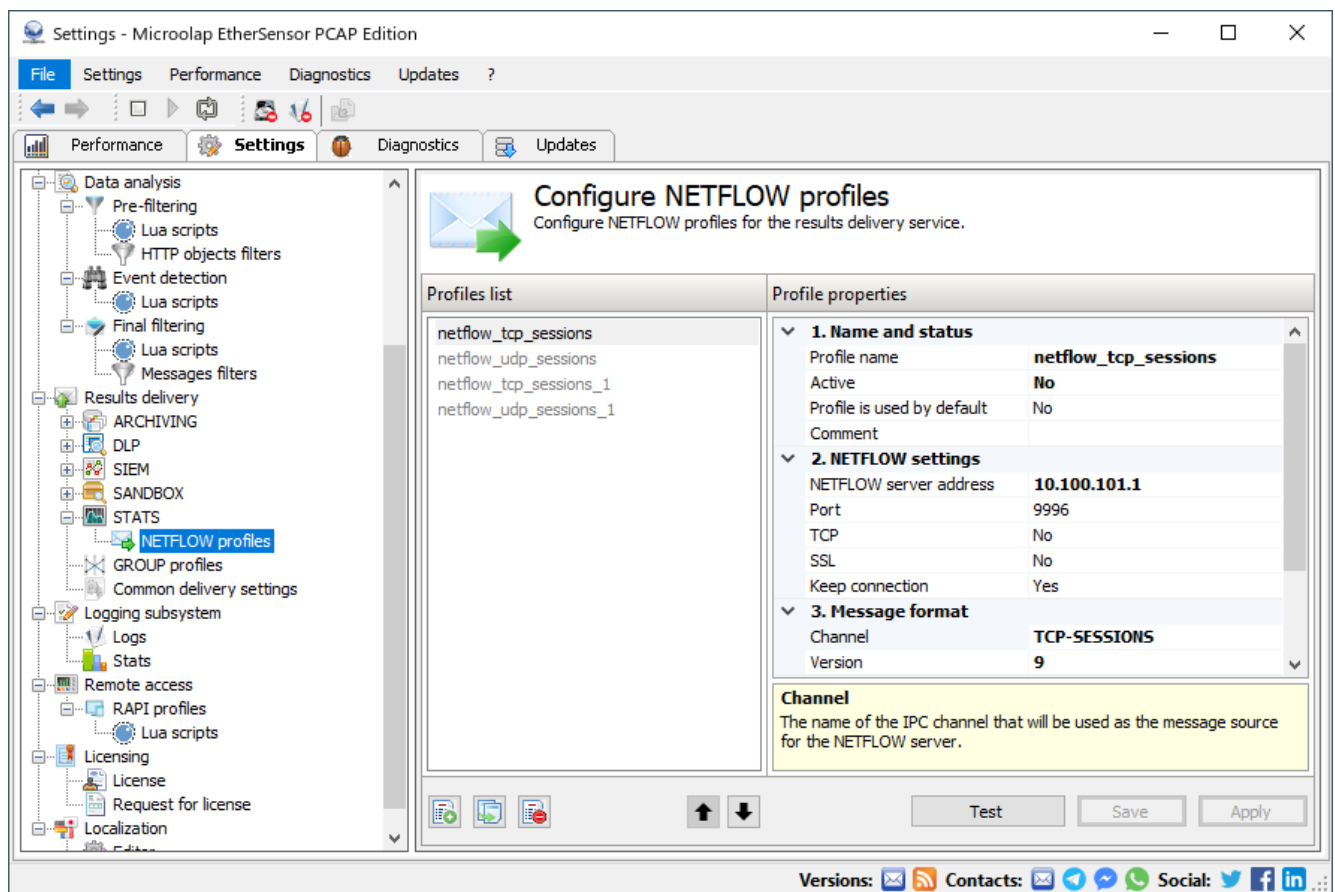 Settings - Microolap EtherSensor PCAP Edition
File Settings Performance Diagnostics Updates ?
Performance Settings Diagnostics Updates
Data analysis
Pre-filtering
Lua scripts
HTTP objects filters
Event detection
Lua scripts
Final filtering
Lua scripts
Messages filters
Results delivery
ARCHIVING
DLP
SIEM
SANDBOX
STATS
NETFLOW profiles
GROUP profiles
Common delivery settings
Logging subsystem
Logs
Stats
Remote access
RAPI profiles
Lua scripts
Licensing
License
Request for license
Localization
Editor
Configure NETFLOW profiles
Configure NETFLOW profiles for the results delivery service.
Profiles list
netflow_tcp_sessions
netflow_udp_sessions
netflow_tcp_sessions_1
netflow_udp_sessions_1
Profile properties
1. Name and status
Profile name netflow_tcp_sessions
Active No
Profile is used by default No
Comment
2. NETFLOW settings
NETFLOW server address 10.100.101.1
Port 9996
TCP No
SSL No
Keep connection Yes
3. Message format
Channel TCP-SESSIONS
Version 9
Channel
The name of the IPC channel that will be used as the message source
for the NETFLOW server.
Test Save Apply
Versions: Contacts: Social: